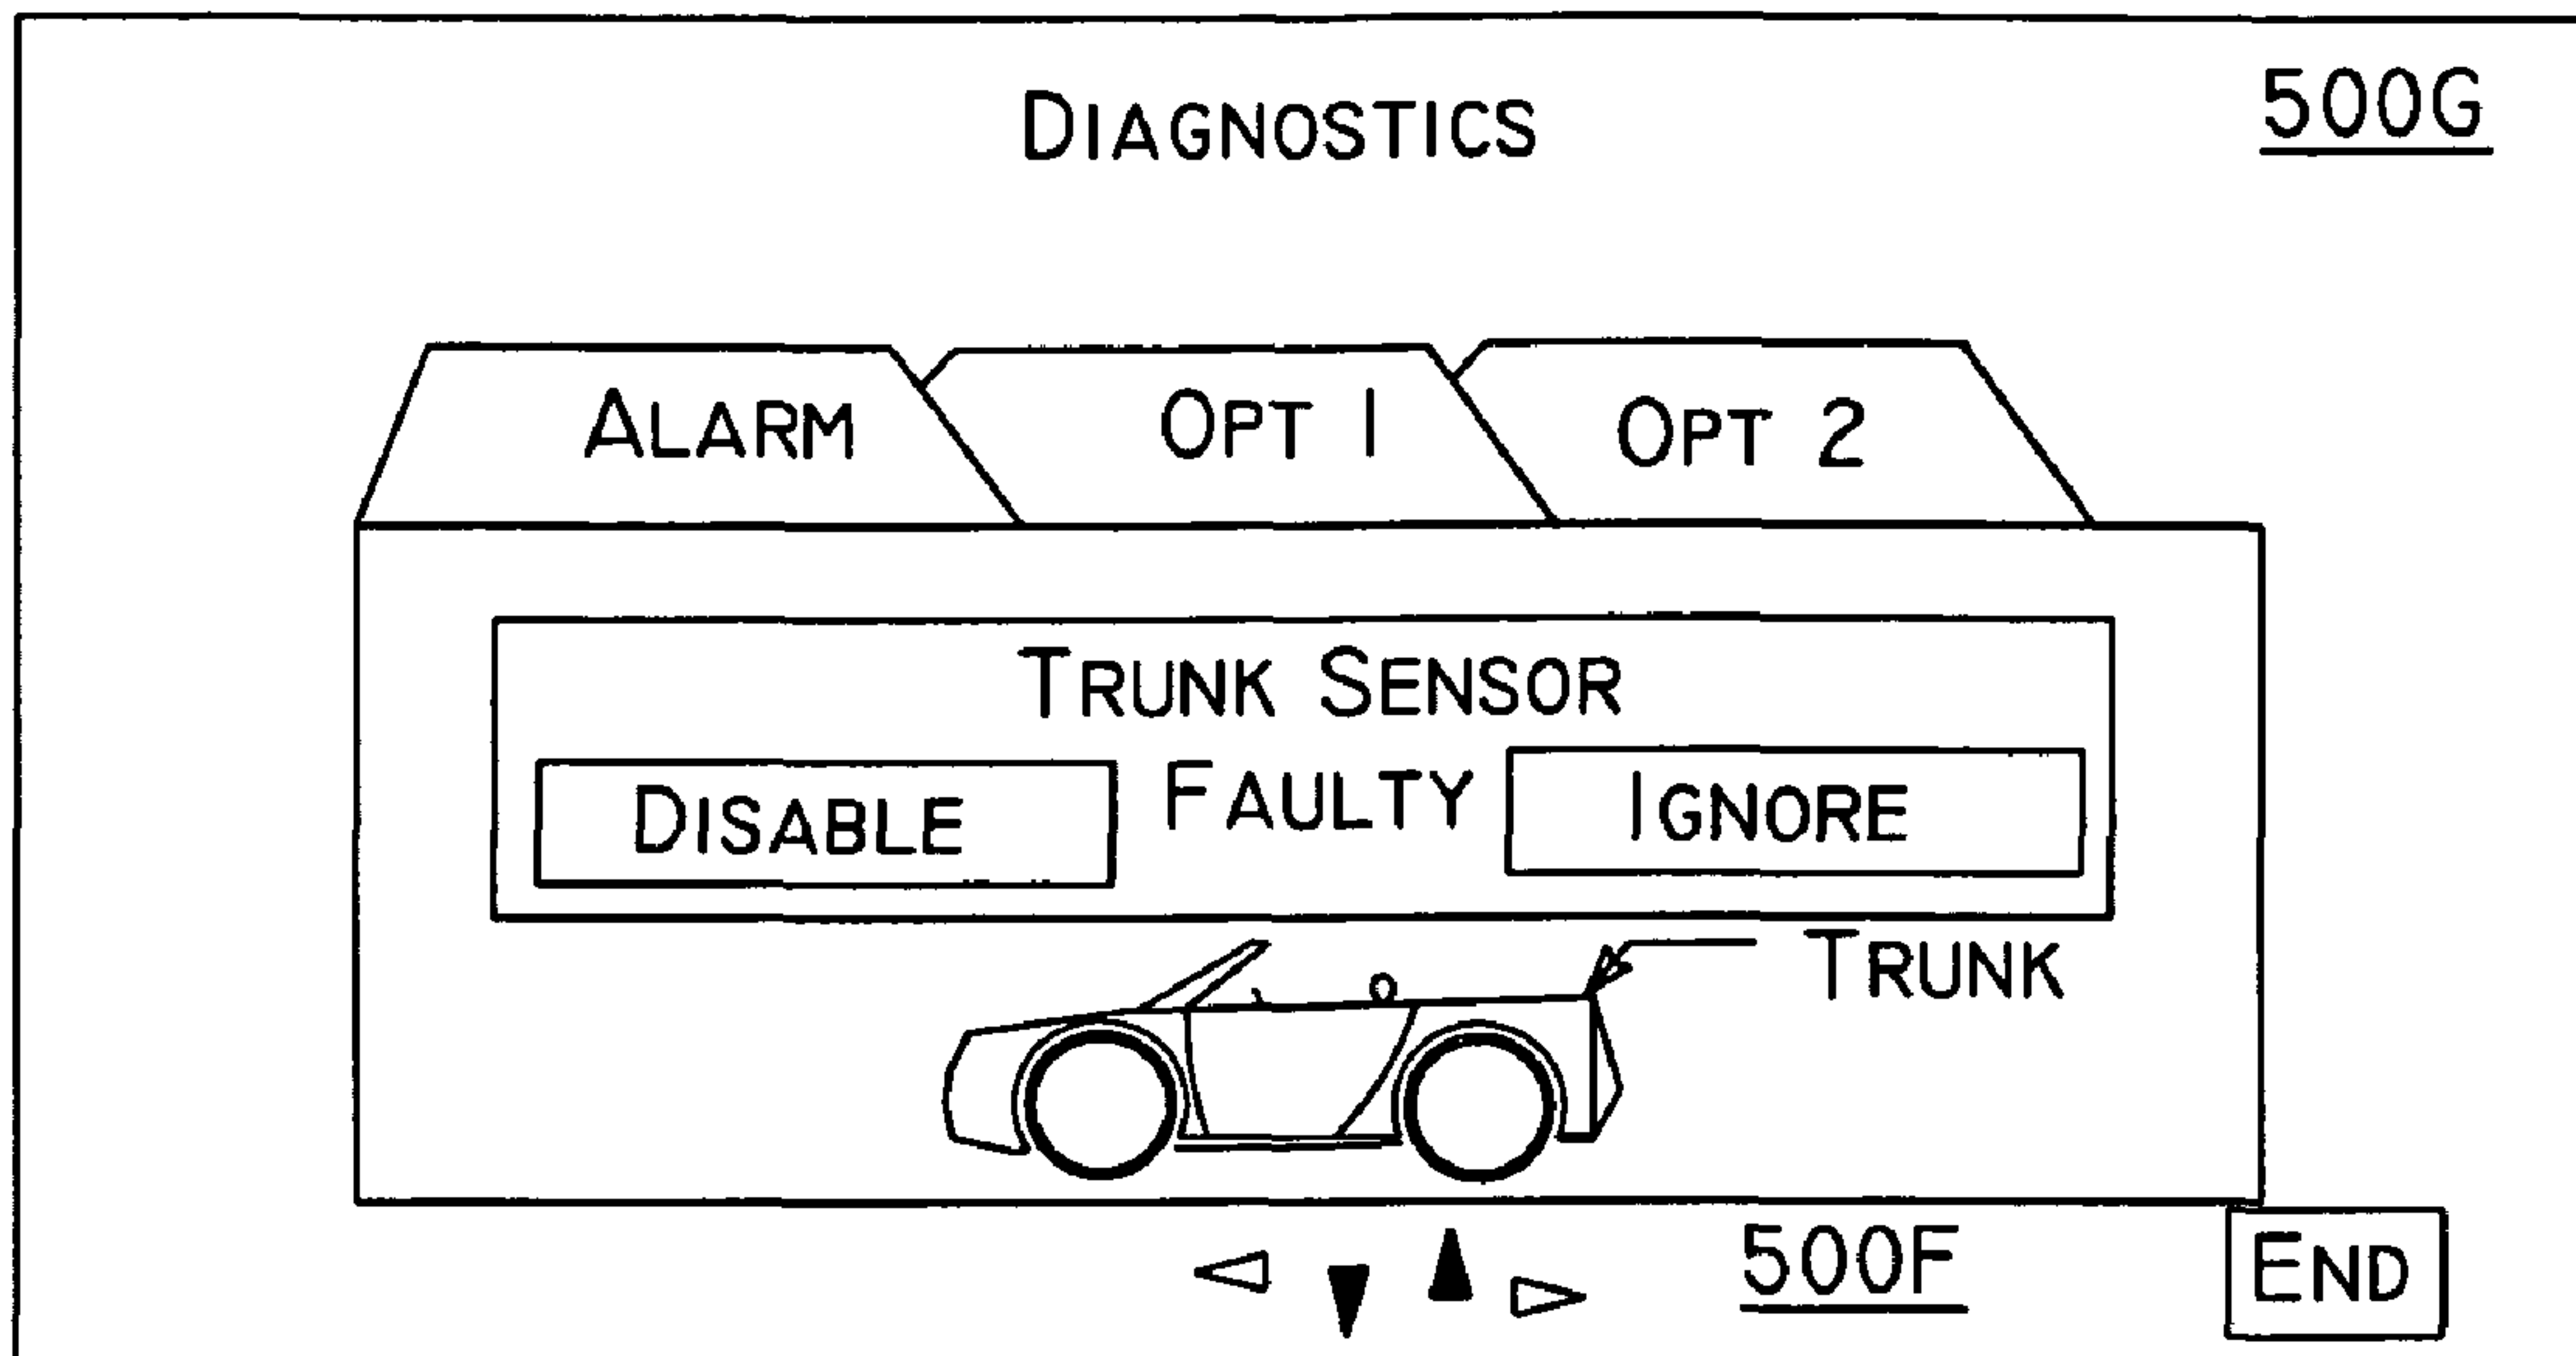 DIAGNOSTICS
500G
ALARM
OPT 1
OPT 2
TRUNK SENSOR
DISABLE
FAULTY
IGNORE
TRUNK
500F
END